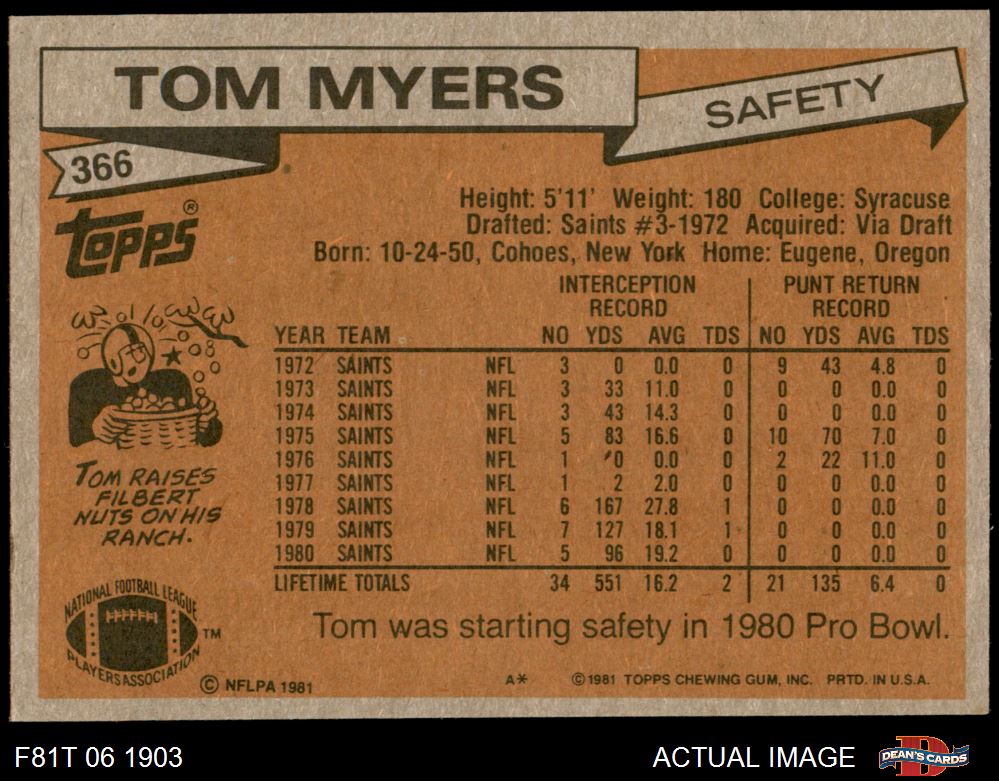 TOM MYERS
SAFETY
366
Topps®
Height: 5'11' Weight: 180 College: Syracuse
Drafted: Saints #3-1972 Acquired: Via Draft
Born: 10-24-50, Cohoes, New York Home: Eugene, Oregon
INTERCEPTION RECORD PUNT RETURN RECORD
YEAR TEAM NO YDS AVG TDS NO YDS AVG TDS
1972 SAINTS NFL 3 0 0.0 0 9 43 4.8 0
1973 SAINTS NFL 3 33 11.0 0 0 0 0.0 0
1974 SAINTS NFL 3 43 14.3 0 0 0 0.0 0
1975 SAINTS NFL 5 83 16.6 0 10 70 7.0 0
1976 SAINTS NFL 1 0 0.0 0 2 22 11.0 0
1977 SAINTS NFL 1 2 2.0 0 0 0 0.0 0
1978 SAINTS NFL 6 167 27.8 1 0 0 0.0 0
1979 SAINTS NFL 7 127 18.1 1 0 0 0.0 0
1980 SAINTS NFL 5 96 19.2 0 0 0 0.0 0
LIFETIME TOTALS 34 551 16.2 2 21 135 6.4 0
TOM RAISES
FILBERT
NUTS ON HIS
RANCH.
Tom was starting safety in 1980 Pro Bowl.
NATIONAL FOOTBALL LEAGUE
PLAYERS ASSOCIATION
TM
© NFLPA 1981
A* © 1981 TOPPS CHEWING GUM, INC. PRTD. IN U.S.A.
F81T 06 1903
ACTUAL IMAGE
D
DEAN'S CARDS